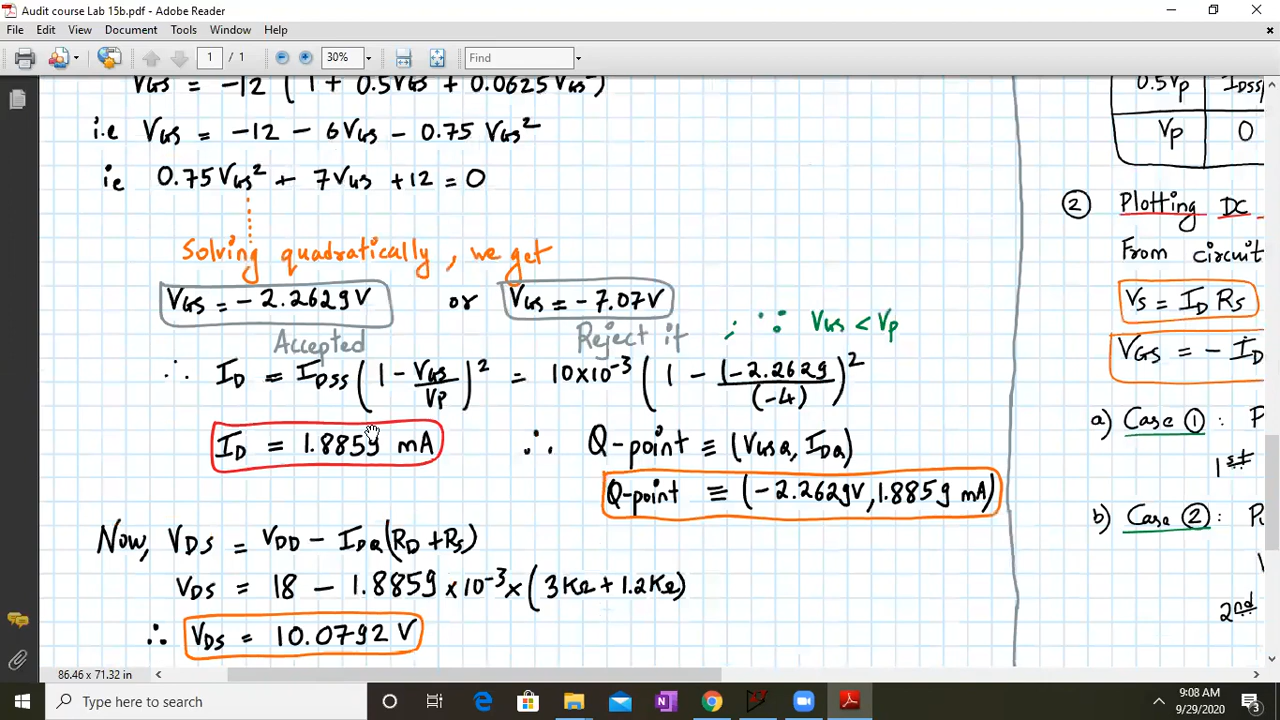 Audit course Lab 15b.pdf - Adobe Reader
File Edit View Document Tools Window Help
1 / 1 30% Find
VGS = -12 (1 + 0.5VGS + 0.0625 VGS²)
i.e VGS = -12 - 6VGS - 0.75 VGS²
ie 0.75VGS² + 7VGS +12 = 0
Solving quadratically, we get
VGS = -2.2629V or VGS = -7.07V
Accepted Reject it ; ∵ VGS < VP
∴ ID = IDSS (1 - VGS/VP)² = 10×10⁻³ (1 - (-2.2629)/(-4))²
ID = 1.8859 mA ∴ Q-point ≡ (VGSQ, IDQ)
Q-point ≡ (-2.2629V, 1.8859 mA)
Now, VDS = VDD - IDQ(RD+RS)
VDS = 18 - 1.8859 ×10⁻³×(3KΩ+1.2KΩ)
∴ VDS = 10.0792 V
0.5VP IDSS/
VP 0
② Plotting DC
From circuit
VS = ID RS
VGS = - ID
a) Case ① : P
1st
b) Case ② : Pu
2nd
86.46 x 71.32 in
Type here to search
9:08 AM
9/29/2020
3